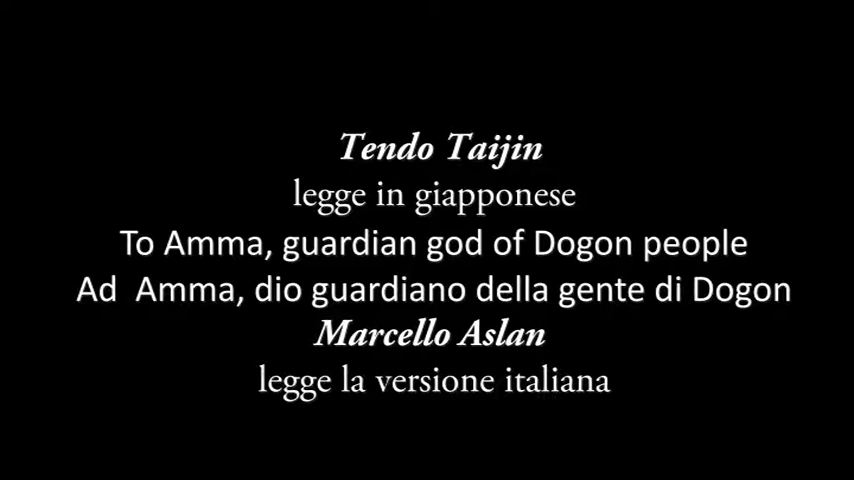 Tendo Taijin
legge in giapponese
To Amma, guardian god of Dogon people
Ad Amma, dio guardiano della gente di Dogon
Marcello Aslan
legge la versione italiana